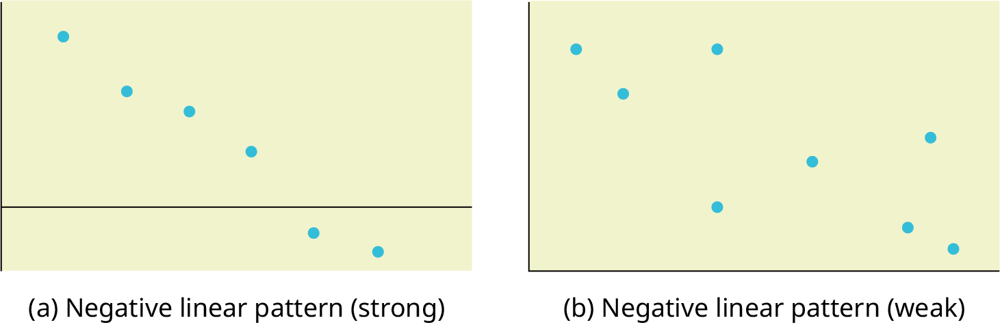 (a) Negative linear pattern (strong)
(b) Negative linear pattern (weak)